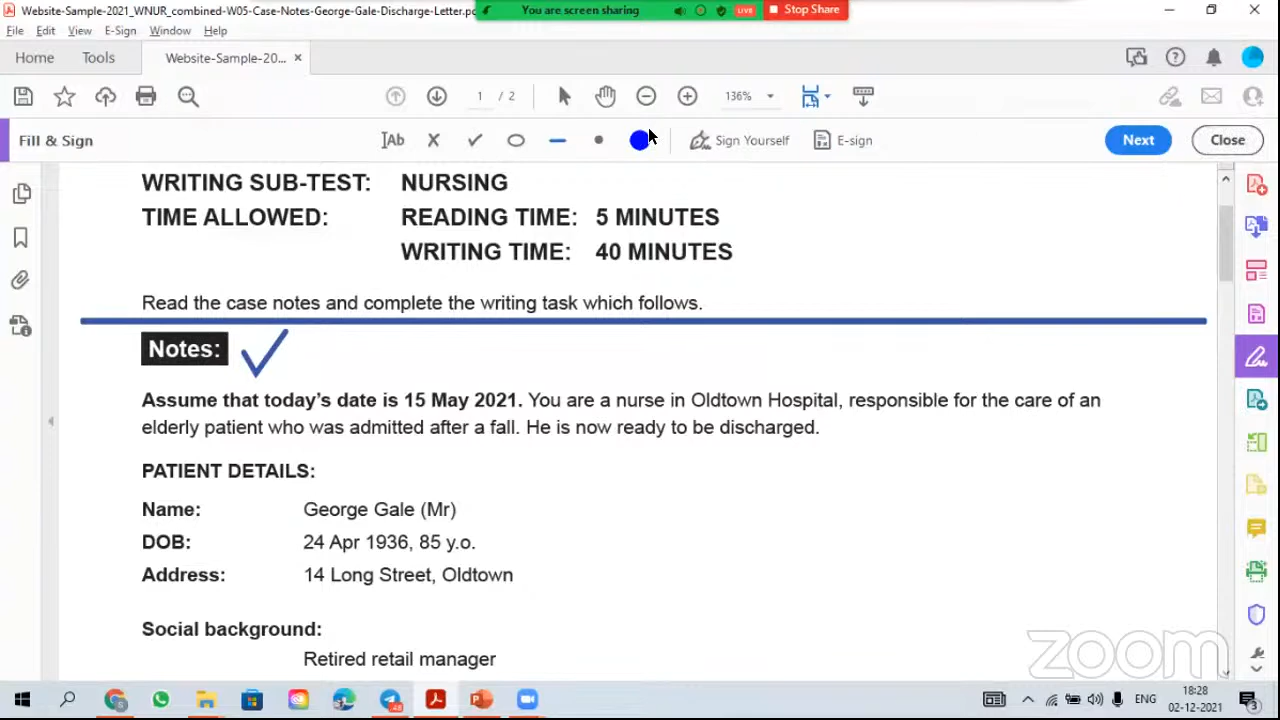 Website-Sample-2021_WNUR_combined-W05-Case-Notes-George-Gale-Discharge-Letter.pd
You are screen sharing
LIVE
Stop Share
File Edit View E-Sign Window Help
Home Tools Website-Sample-20... ×
1 / 2 136%
Fill & Sign
Ab Sign Yourself E-sign Next Close
WRITING SUB-TEST: NURSING
TIME ALLOWED: READING TIME: 5 MINUTES
WRITING TIME: 40 MINUTES
Read the case notes and complete the writing task which follows.
Notes:
Assume that today's date is 15 May 2021. You are a nurse in Oldtown Hospital, responsible for the care of an
elderly patient who was admitted after a fall. He is now ready to be discharged.
PATIENT DETAILS:
Name: George Gale (Mr)
DOB: 24 Apr 1936, 85 y.o.
Address: 14 Long Street, Oldtown
Social background:
Retired retail manager
zoom
ENG 18:28
02-12-2021